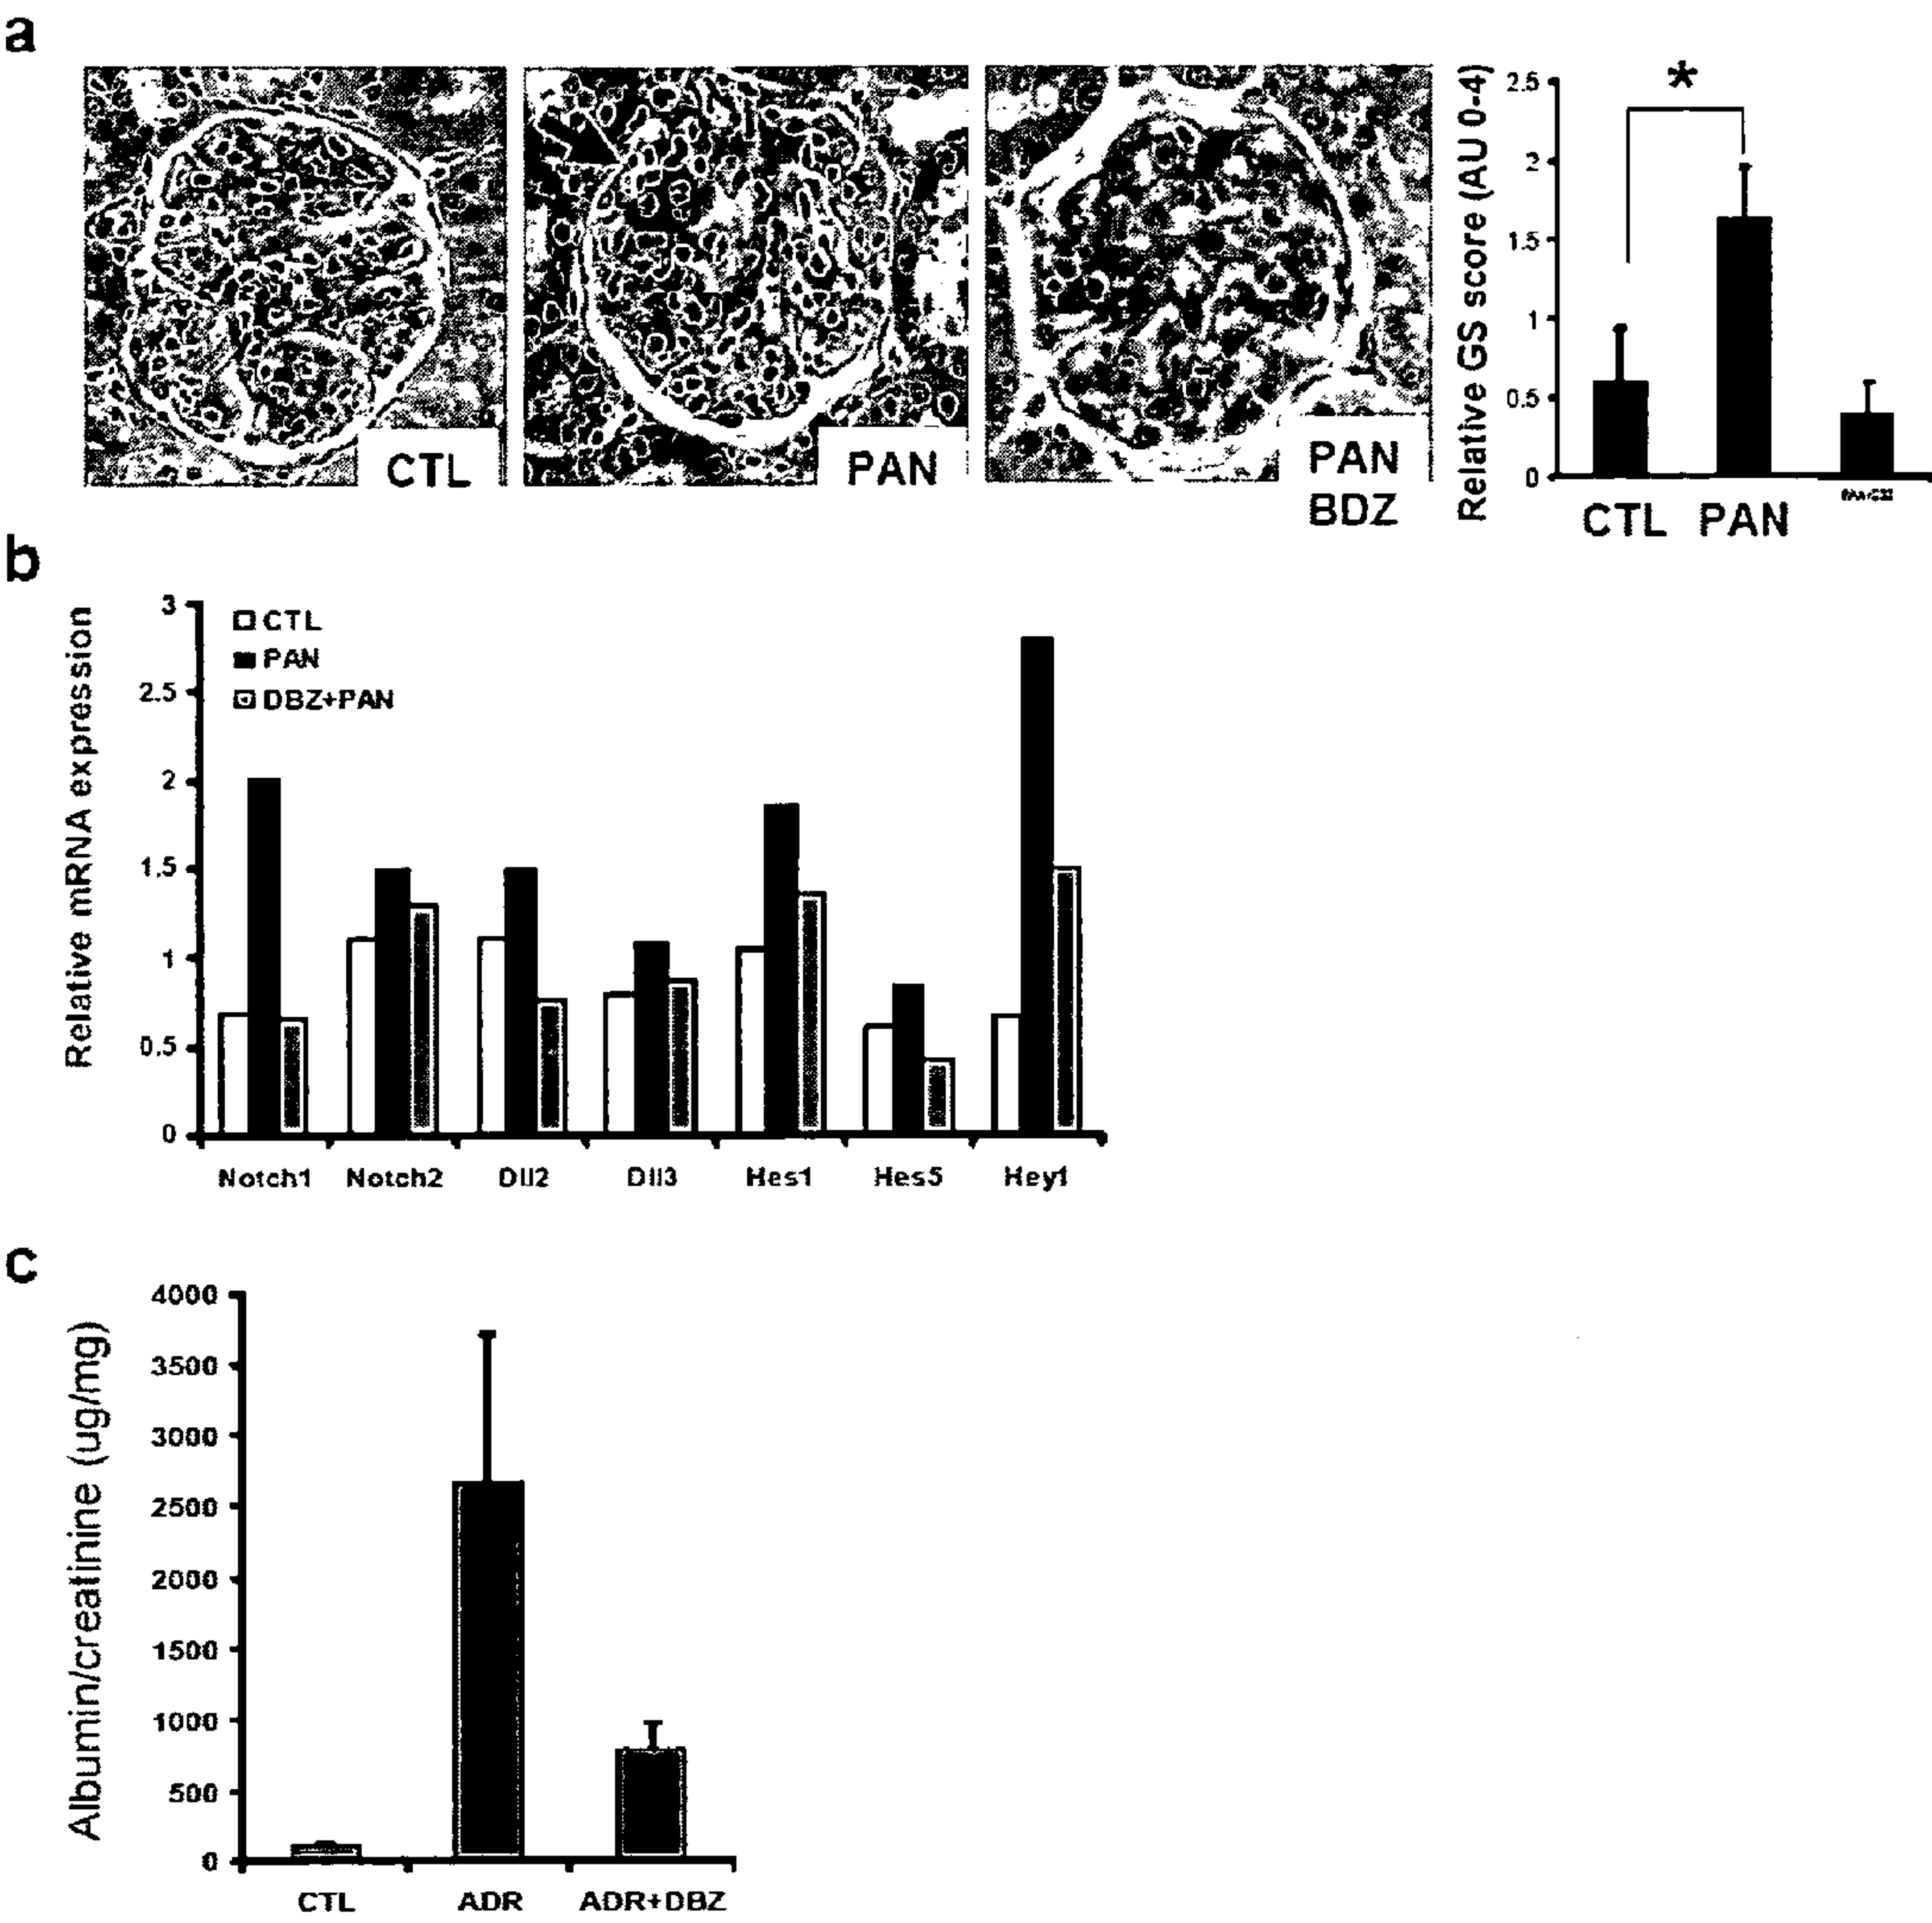 a
CTL
PAN
PAN
BDZ
Relative GS score (AU 0-4)
2.5
2
1.5
1
0.5
0
*
CTL PAN
b
Relative mRNA expression
3
2.5
2
1.5
1
0.5
0
CTL
PAN
DBZ+PAN
Notch1 Notch2 Dll2 Dll3 Hes1 Hes5 Hey1
c
Albumin/creatinine (ug/mg)
4000
3500
3000
2500
2000
1500
1000
500
0
CTL ADR ADR+DBZ